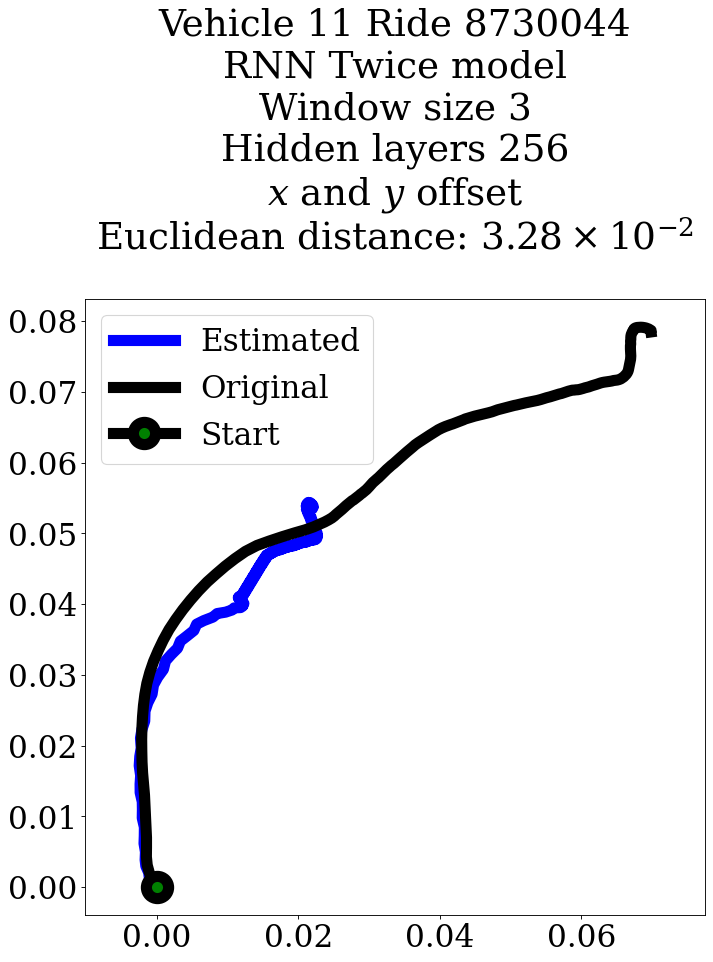 Vehicle 11 Ride 8730044
RNN Twice model
Window size 3
Hidden layers 256
x and y offset
Euclidean distance: 3.28 × 10⁻²
Estimated
Original
Start
0.08
0.07
0.06
0.05
0.04
0.03
0.02
0.01
0.00
0.00 0.02 0.04 0.06